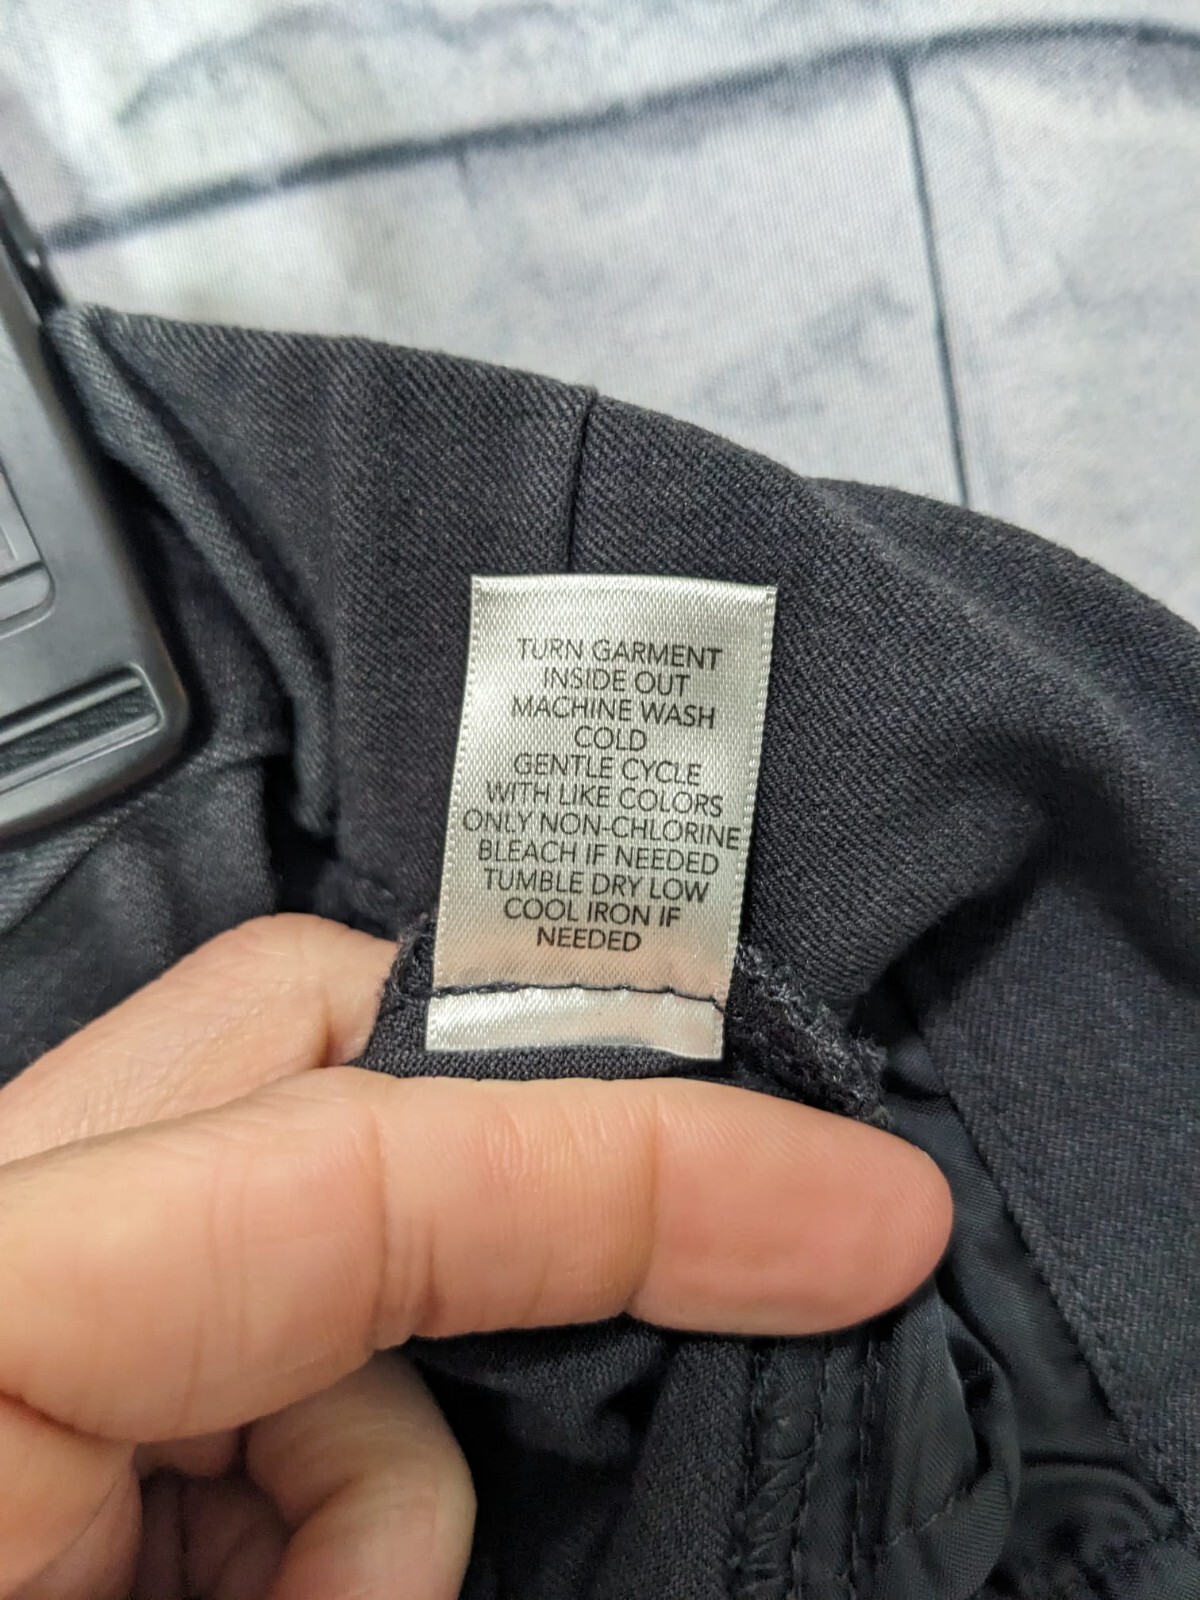 TURN GARMENT
INSIDE OUT
MACHINE WASH
COLD
GENTLE CYCLE
WITH LIKE COLORS
ONLY NON-CHLORINE
BLEACH IF NEEDED
TUMBLE DRY LOW
COOL IRON IF
NEEDED